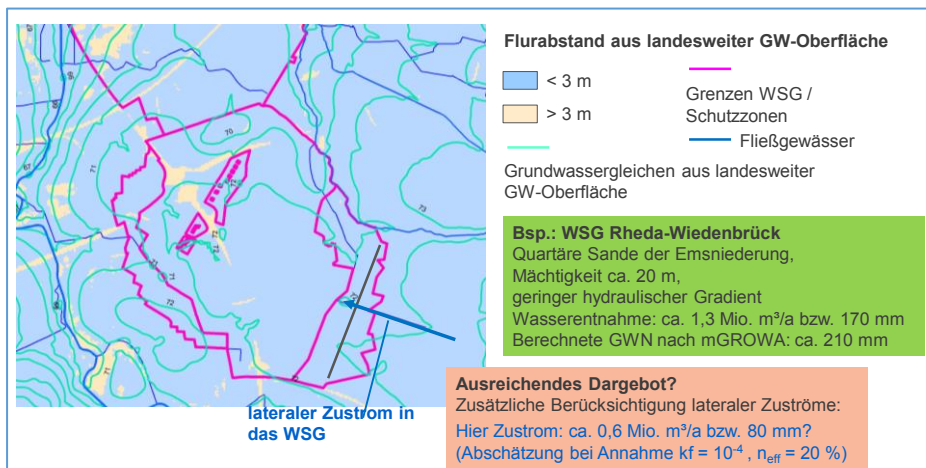 Flurabstand aus landesweiter GW-Oberfläche
< 3 m
> 3 m
Grenzen WSG /
Schutzzonen
Fließgewässer
Grundwassergleichen aus landesweiter
GW-Oberfläche
Bsp.: WSG Rheda-Wiedenbrück
Quartäre Sande der Emsniederung,
Mächtigkeit ca. 20 m,
geringer hydraulischer Gradient
Wasserentnahme: ca. 1,3 Mio. m³/a bzw. 170 mm
Berechnete GWN nach mGROWA: ca. 210 mm
Ausreichendes Dargebot?
Zusätzliche Berücksichtigung lateraler Zuströme:
Hier Zustrom: ca. 0,6 Mio. m³/a bzw. 80 mm?
(Abschätzung bei Annahme kf = 10⁻⁴ , nₑff = 20 %)
lateraler Zustrom in
das WSG
70
71
73
72
71